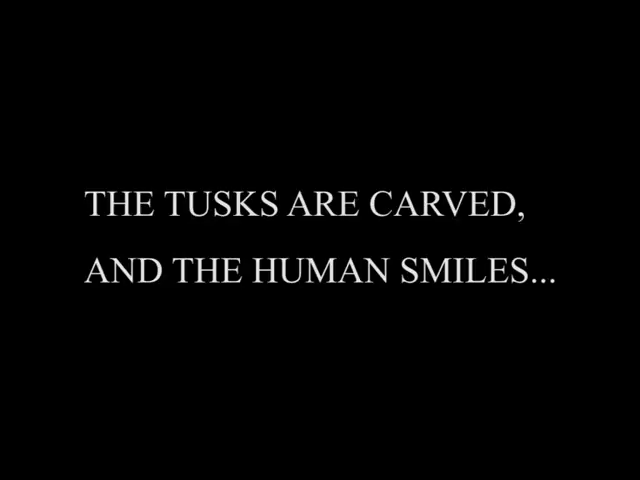 THE TUSKS ARE CARVED,
AND THE HUMAN SMILES...